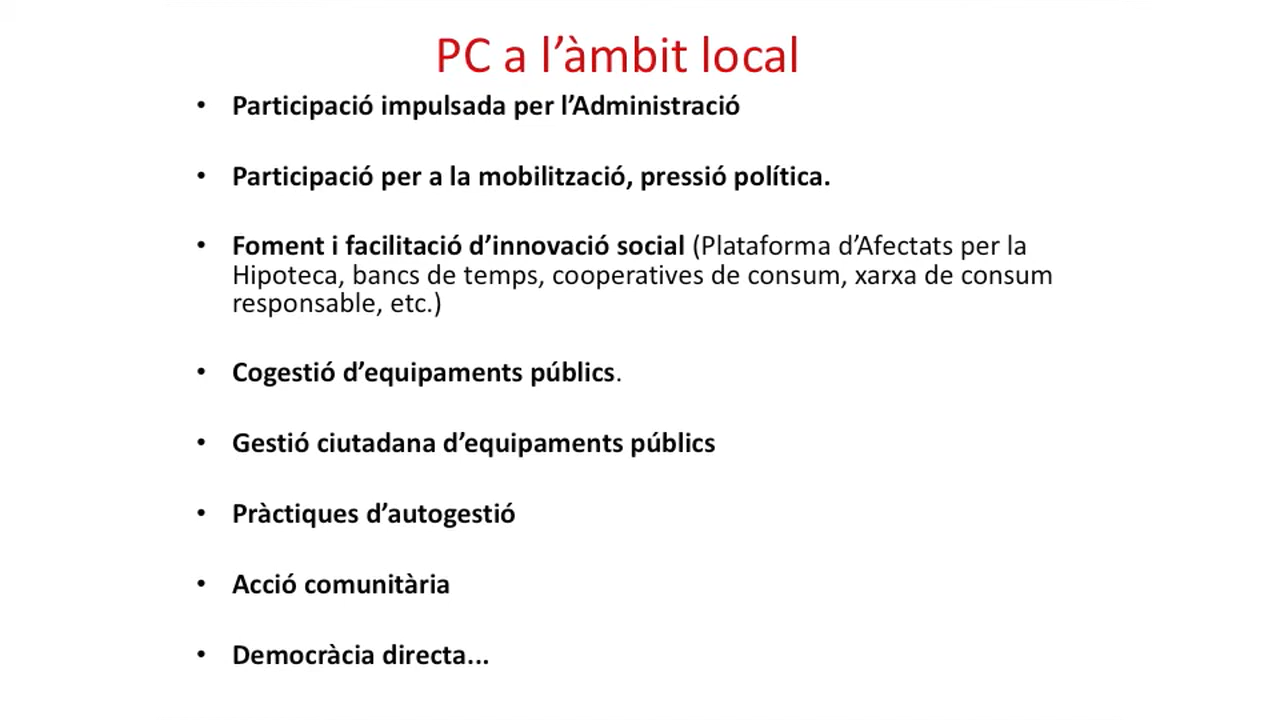 PC a l’àmbit local
• Participació impulsada per l’Administració
• Participació per a la mobilització, pressió política.
• Foment i facilitació d’innovació social (Plataforma d’Afectats per la
Hipoteca, bancs de temps, cooperatives de consum, xarxa de consum
responsable, etc.)
• Cogestió d’equipaments públics.
• Gestió ciutadana d’equipaments públics
• Pràctiques d’autogestió
• Acció comunitària
• Democràcia directa...